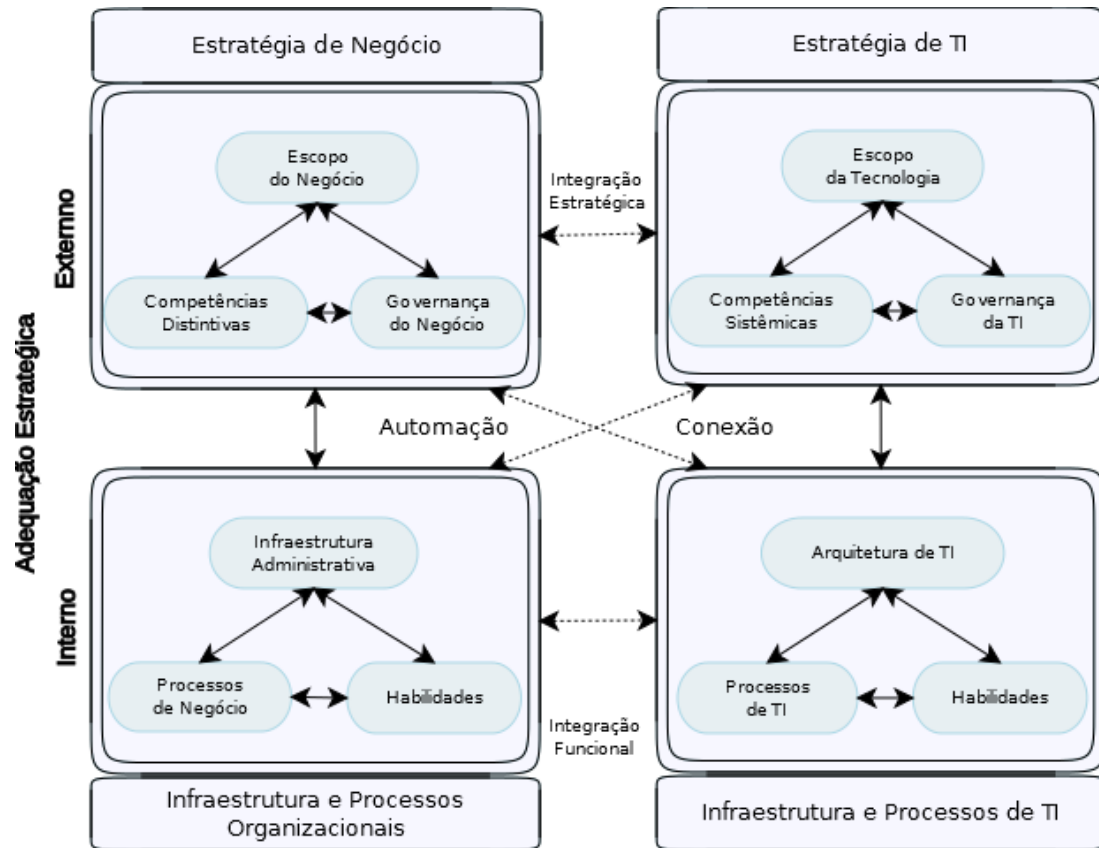 Estratégia de Negócio
Estratégia de TI
Externno
Escopo
do Negócio
Competências
Distintivas
Governança
do Negócio
Integração
Estratégica
Escopo
da Tecnologia
Competências
Sistêmicas
Governança
da TI
Adequação Estratégica
Automação
Conexão
Interno
Infraestrutura
Administrativa
Processos
de Negócio
Habilidades
Integração
Funcional
Arquitetura de TI
Processos
de TI
Habilidades
Infraestrutura e Processos
Organizacionais
Infraestrutura e Processos de TI